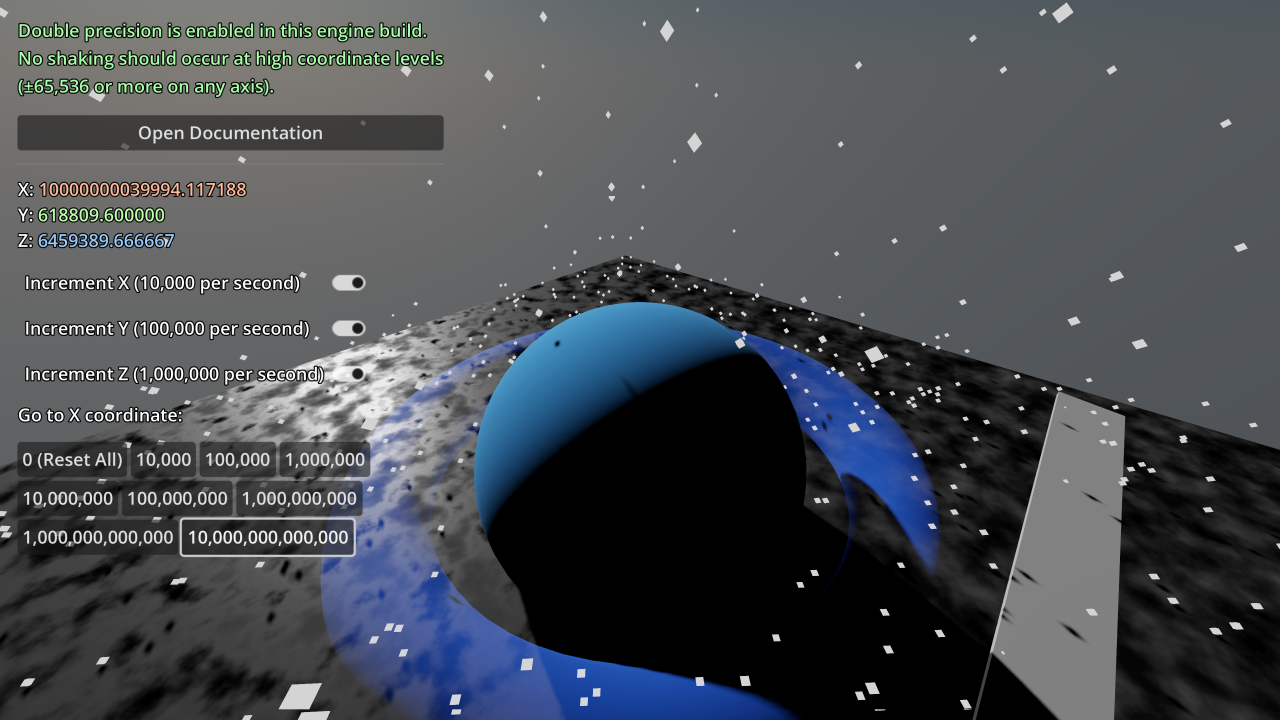 Double precision is enabled in this engine build.
No shaking should occur at high coordinate levels
(±65,536 or more on any axis).
Open Documentation
X: 10000000039994.117188
Y: 618809.600000
Z: 6459389.666667
Increment X (10,000 per second)
Increment Y (100,000 per second)
Increment Z (1,000,000 per second)
Go to X coordinate:
0 (Reset All) 10,000 100,000 1,000,000
10,000,000 100,000,000 1,000,000,000
1,000,000,000,000 10,000,000,000,000